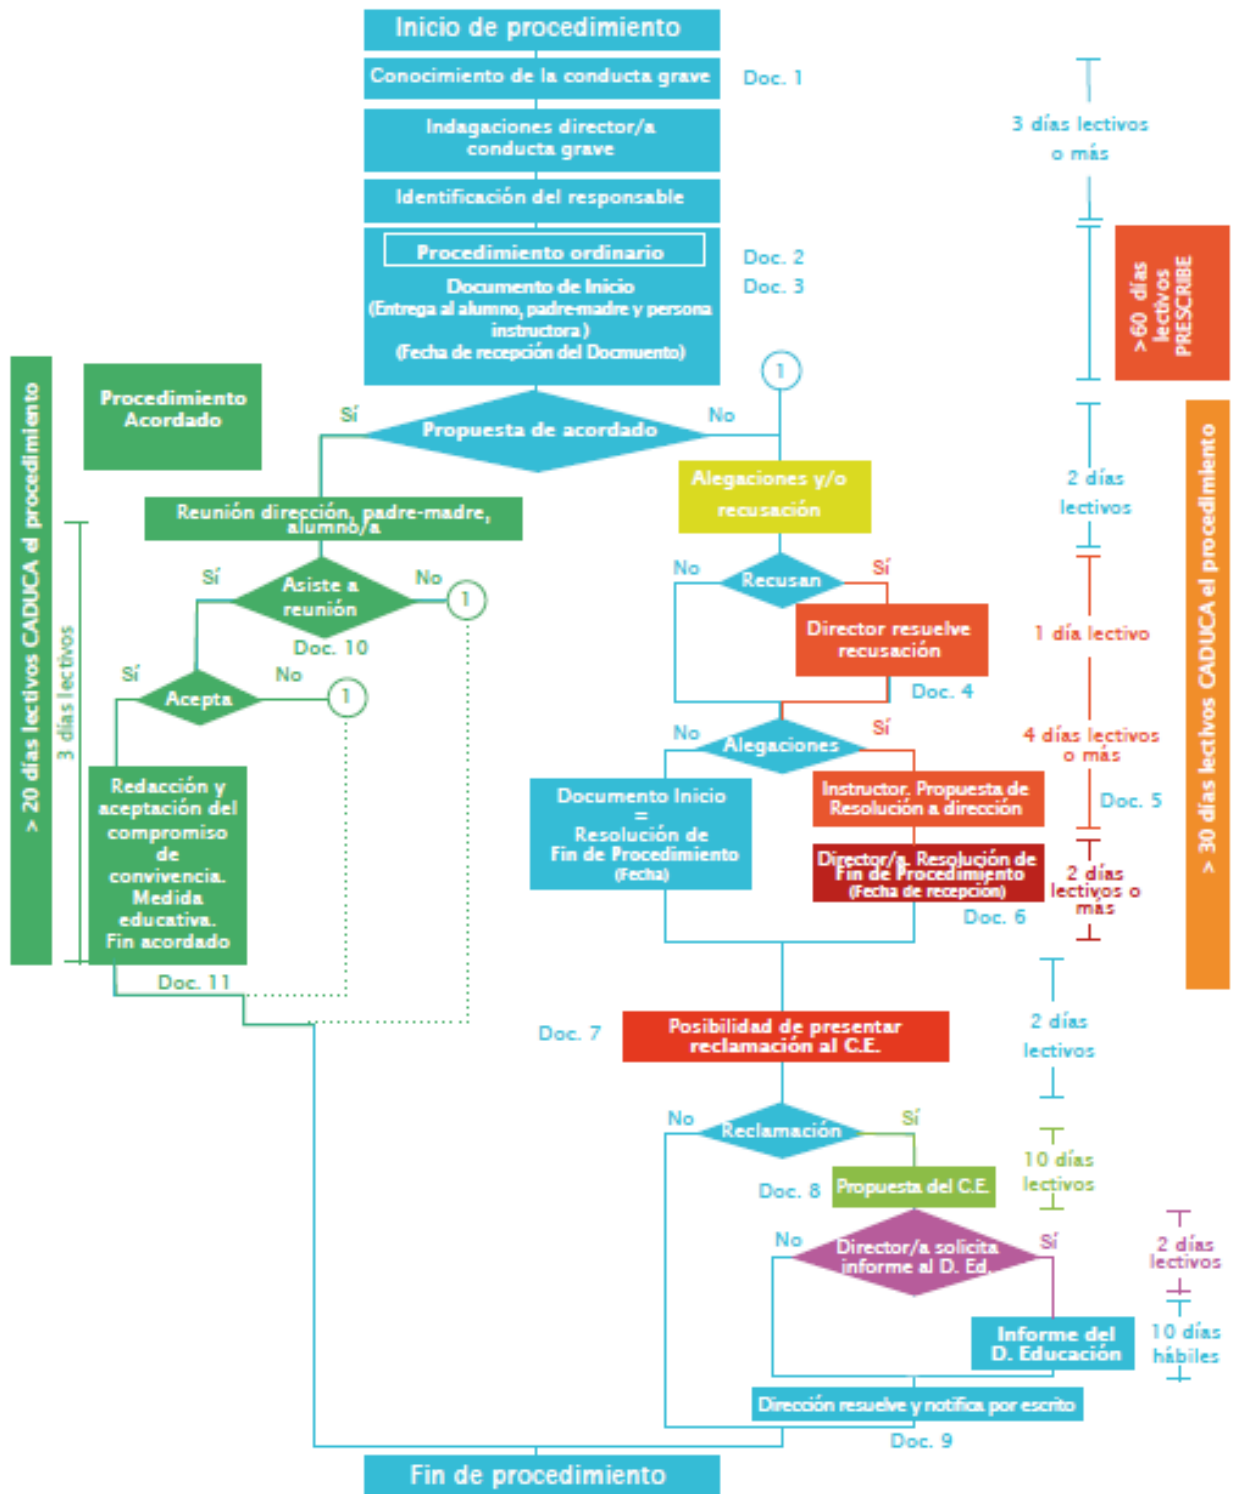 Inicio de procedimiento
Conocimiento de la conducta grave
Doc. 1
Indagaciones director/a
conducta grave
3 días lectivos
o más
Identificación del responsable
Procedimiento ordinario
Doc. 2
Documento de Inicio
Doc. 3
(Entrega al alumno, padre-madre y persona
instructora )
(Fecha de recepción del Docmuento)
>60 días
lectivos
PRESCRIBE
1
Procedimiento
Acordado
Sí
Propuesta de acordado
No
> 20 días lectivos CADUCA el procedimiento
> 30 días lectivos CADUCA el procedimiento
Alegaciones y/o
recusación
2 días
lectivos
Reunión dirección, padre-madre,
alumno/a
3 días lectivos
Sí
Asiste a
reunión
No
1
Doc. 10
No
Recusan
Sí
Director resuelve
recusación
1 día lectivo
Doc. 4
Sí
Acepta
No
1
No
Alegaciones
Sí
4 días lectivos
o más
Redacción y
aceptación del
compromiso
de
convivencia.
Medida
educativa.
Fin acordado
Doc. 11
Documento Inicio
=
Resolución de
Fin de Procedimiento
(Fecha)
Instructor. Propuesta de
Resolución a dirección
Doc. 5
Director/a. Resolución de
Fin de Procedimiento
(Fecha de recepción)
2 días
lectivos o
más
Doc. 6
Doc. 7
Posibilidad de presentar
reclamación al C.E.
2 días
lectivos
No
Reclamación
Sí
Doc. 8
Propuesta del C.E.
10 días
lectivos
No
Director/a solicita
informe al D. Ed.
Sí
2 días
lectivos
Informe del
D. Educación
10 días
hábiles
Dirección resuelve y notifica por escrito
Doc. 9
Fin de procedimiento